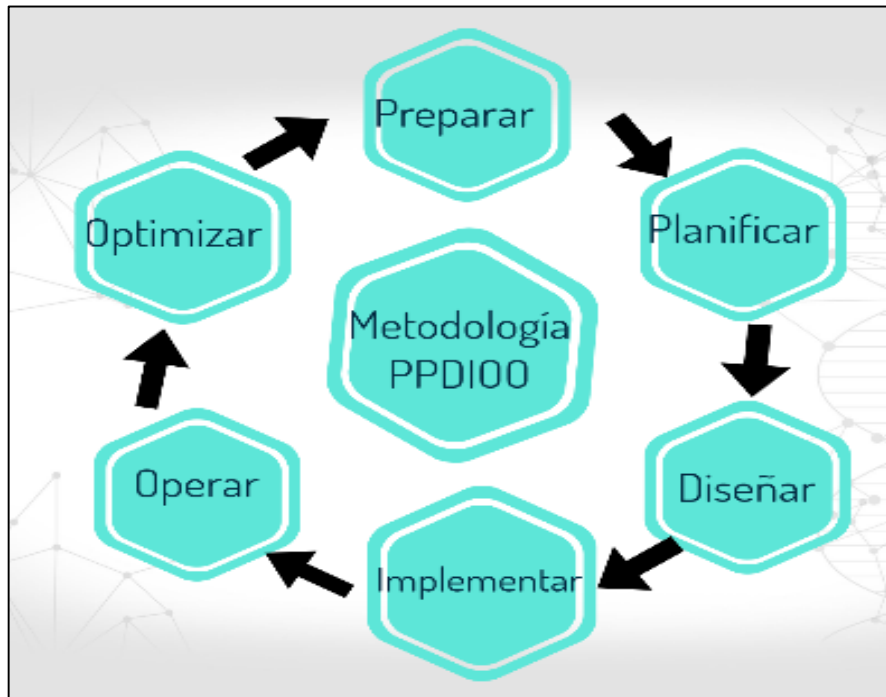 Preparar
Planificar
Diseñar
Implementar
Operar
Optimizar
Metodología
PPDIOO